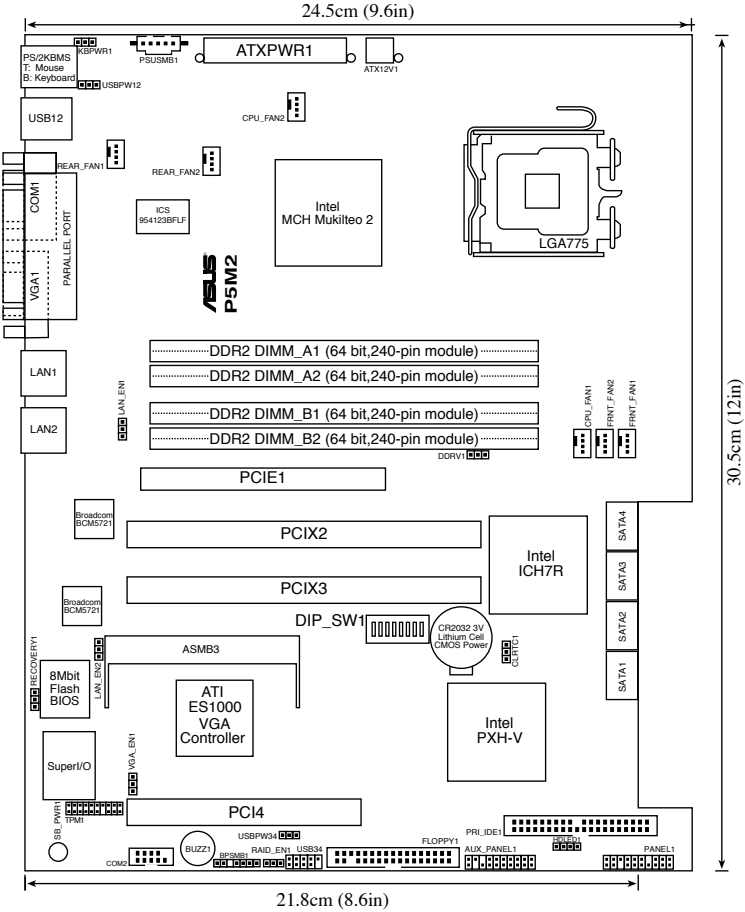 24.5cm (9.6in)
PS/2KBMS
T: Mouse
B: Keyboard
KBPWR1
USBPW12
PSUSMB1
ATXPWR1
ATX12V1
USB12
CPU_FAN2
REAR_FAN1
REAR_FAN2
COM1
PARALLEL PORT
VGA1
ICS
954123BFLF
Intel
MCH Mukilteo 2
LGA775
ASUS
P5M2
DDR2 DIMM_A1 (64 bit,240-pin module)
DDR2 DIMM_A2 (64 bit,240-pin module)
DDR2 DIMM_B1 (64 bit,240-pin module)
DDR2 DIMM_B2 (64 bit,240-pin module)
LAN1
LAN_EN1
LAN2
CPU_FAN1
FRNT_FAN2
FRNT_FAN1
30.5cm (12in)
DDRV1
PCIE1
Broadcom
BCM5721
PCIX2
Intel
ICH7R
SATA4
SATA3
SATA2
SATA1
PCIX3
Broadcom
BCM5721
DIP_SW1
CR2032 3V
Lithium Cell
CMOS Power
CLRTC1
RECOVERY1
LAN_EN2
ASMB3
8Mbit
Flash
BIOS
ATI
ES1000
VGA
Controller
Intel
PXH-V
SuperI/O
VGA_EN1
SB_PWR1
TPM1
PCI4
USBPW34
PRI_IDE1
HDLED1
COM2
BUZZ1
BPSMB1
RAID_EN1
USB34
FLOPPY1
AUX_PANEL1
PANEL1
21.8cm (8.6in)